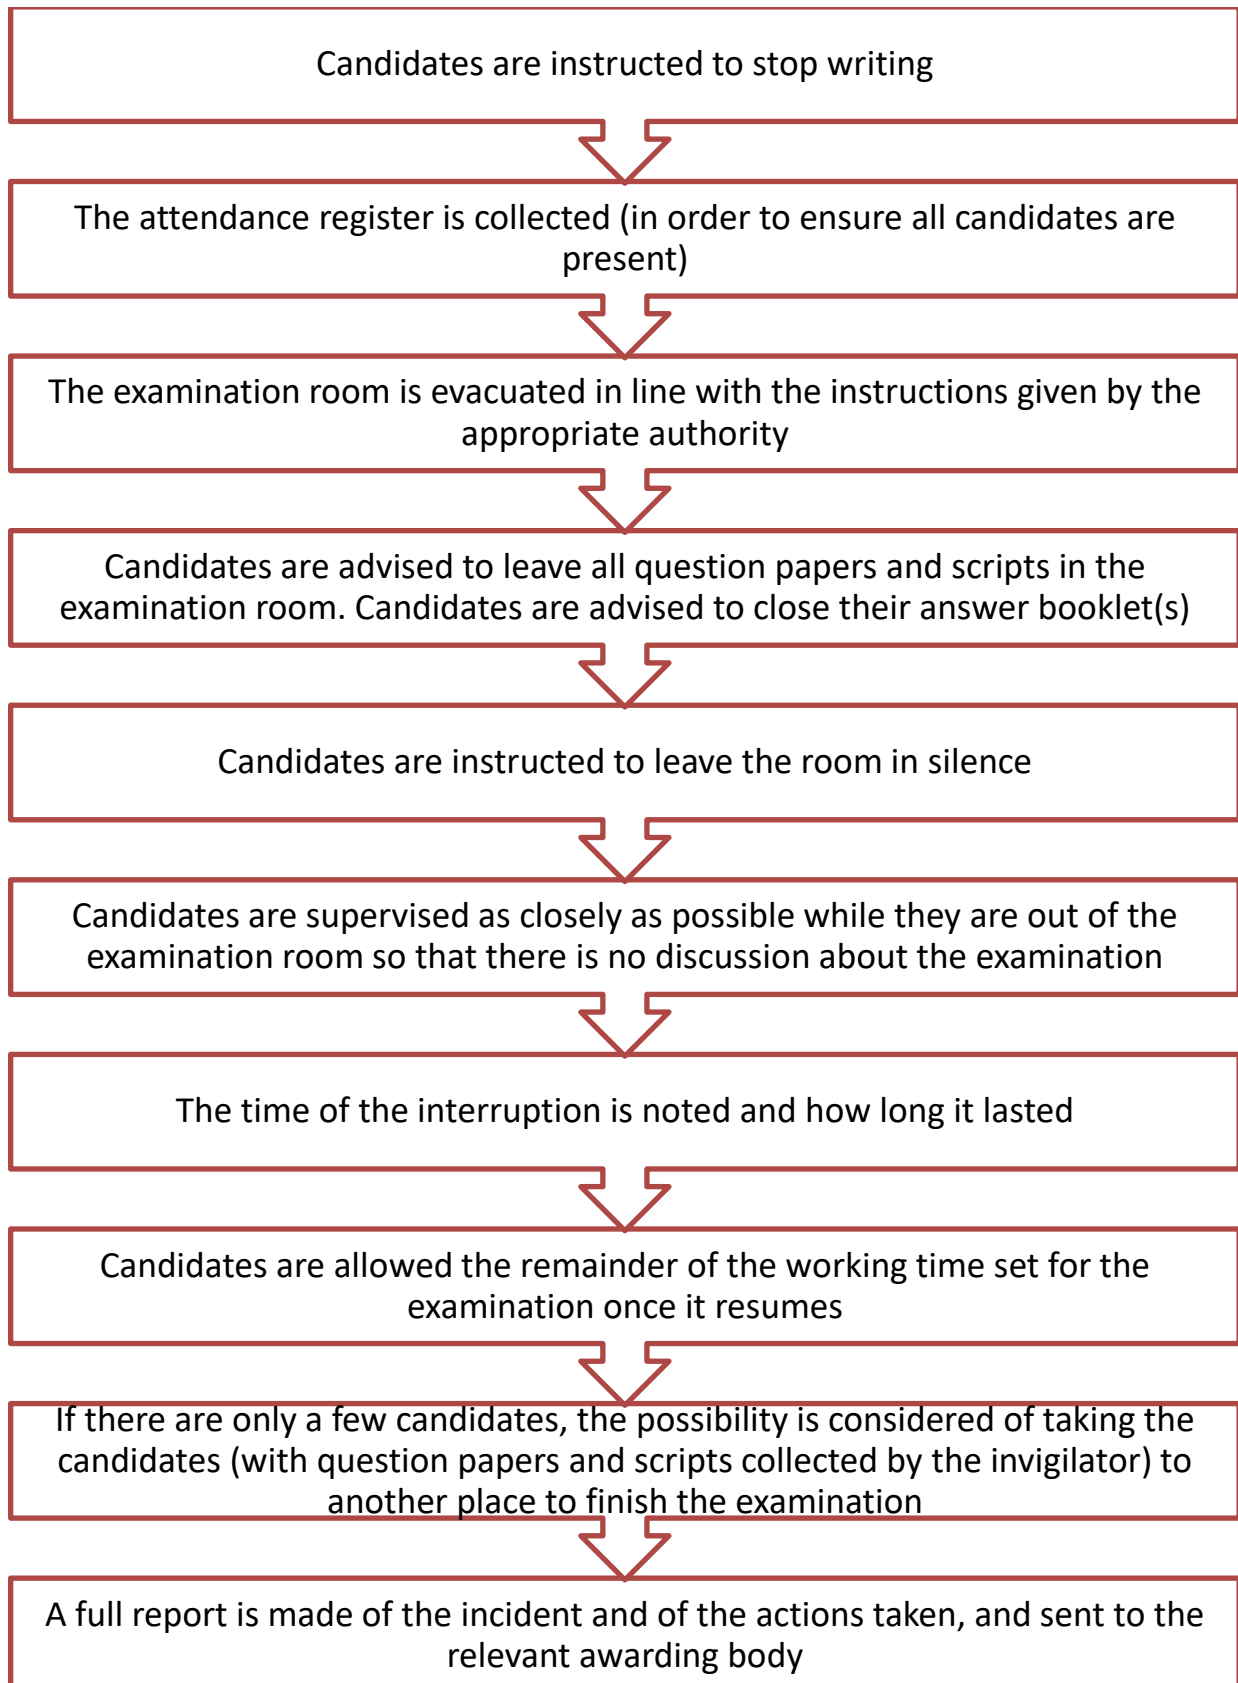 Candidates are instructed to stop writing
The attendance register is collected (in order to ensure all candidates are
present)
The examination room is evacuated in line with the instructions given by the
appropriate authority
Candidates are advised to leave all question papers and scripts in the
examination room. Candidates are advised to close their answer booklet(s)
Candidates are instructed to leave the room in silence
Candidates are supervised as closely as possible while they are out of the
examination room so that there is no discussion about the examination
The time of the interruption is noted and how long it lasted
Candidates are allowed the remainder of the working time set for the
examination once it resumes
If there are only a few candidates, the possibility is considered of taking the
candidates (with question papers and scripts collected by the invigilator) to
another place to finish the examination
A full report is made of the incident and of the actions taken, and sent to the
relevant awarding body